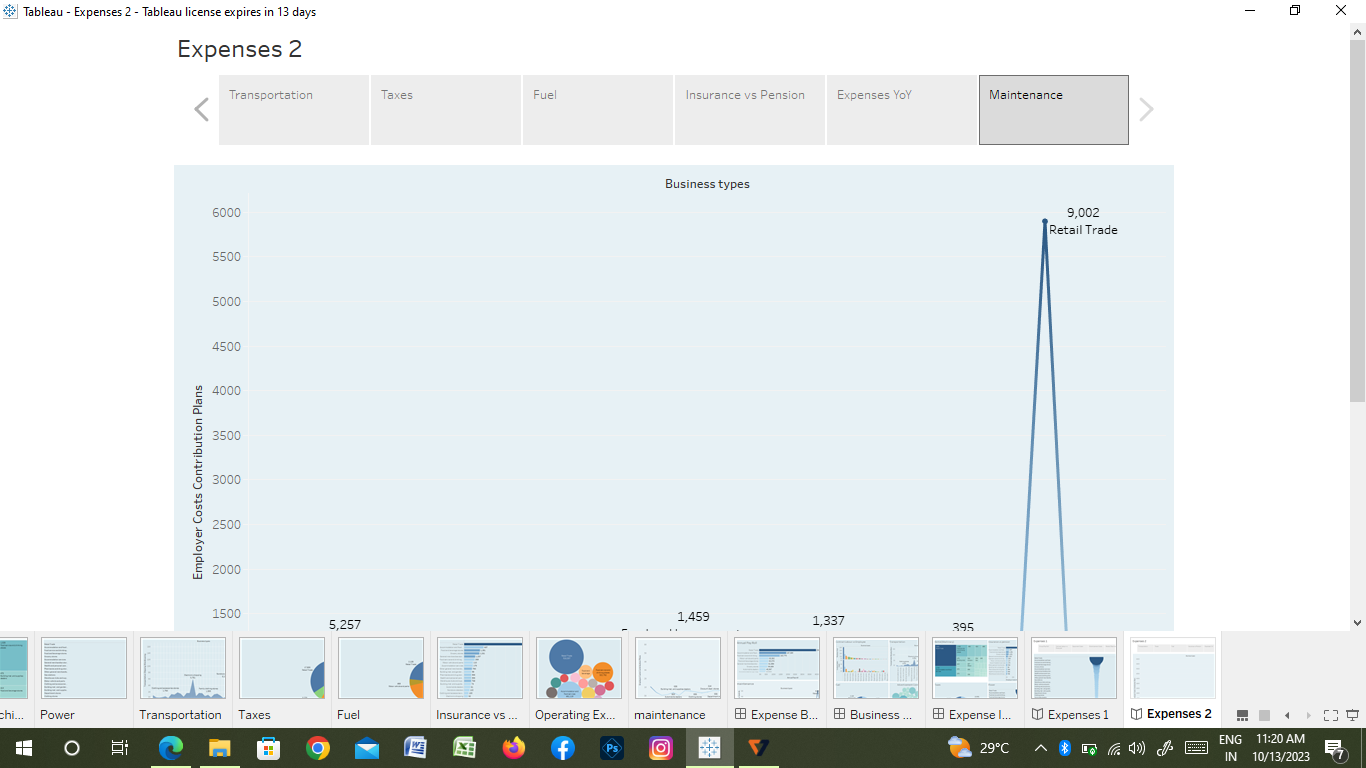 Tableau - Expenses 2 - Tableau license expires in 13 days
Expenses 2
Transportation
Taxes
Fuel
Insurance vs Pension
Expenses YoY
Maintenance
Business types
Employer Costs Contribution Plans
6000
5500
5000
4500
4000
3500
3000
2500
2000
1500
9,002
Retail Trade
5,257
1,459
1,337
395
chi...
Power
Transportation
Taxes
Fuel
Insurance vs ...
Operating Ex...
maintenance
Expense B...
Business ...
Expense I...
Expenses 1
Expenses 2
29°C
ENG
IN
11:20 AM
10/13/2023
7